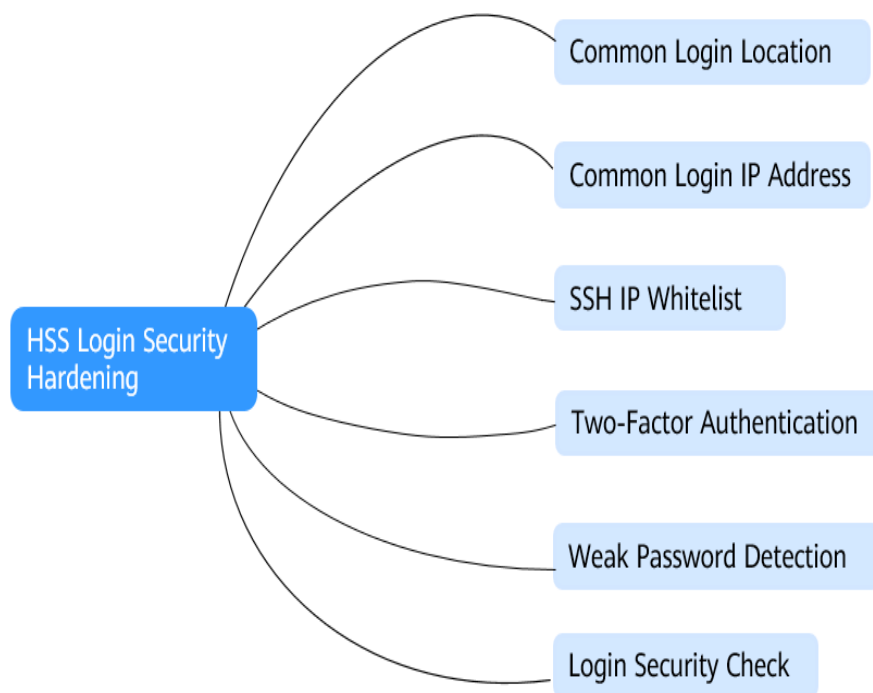 Common Login Location
Common Login IP Address
SSH IP Whitelist
HSS Login Security
Hardening
Two-Factor Authentication
Weak Password Detection
Login Security Check